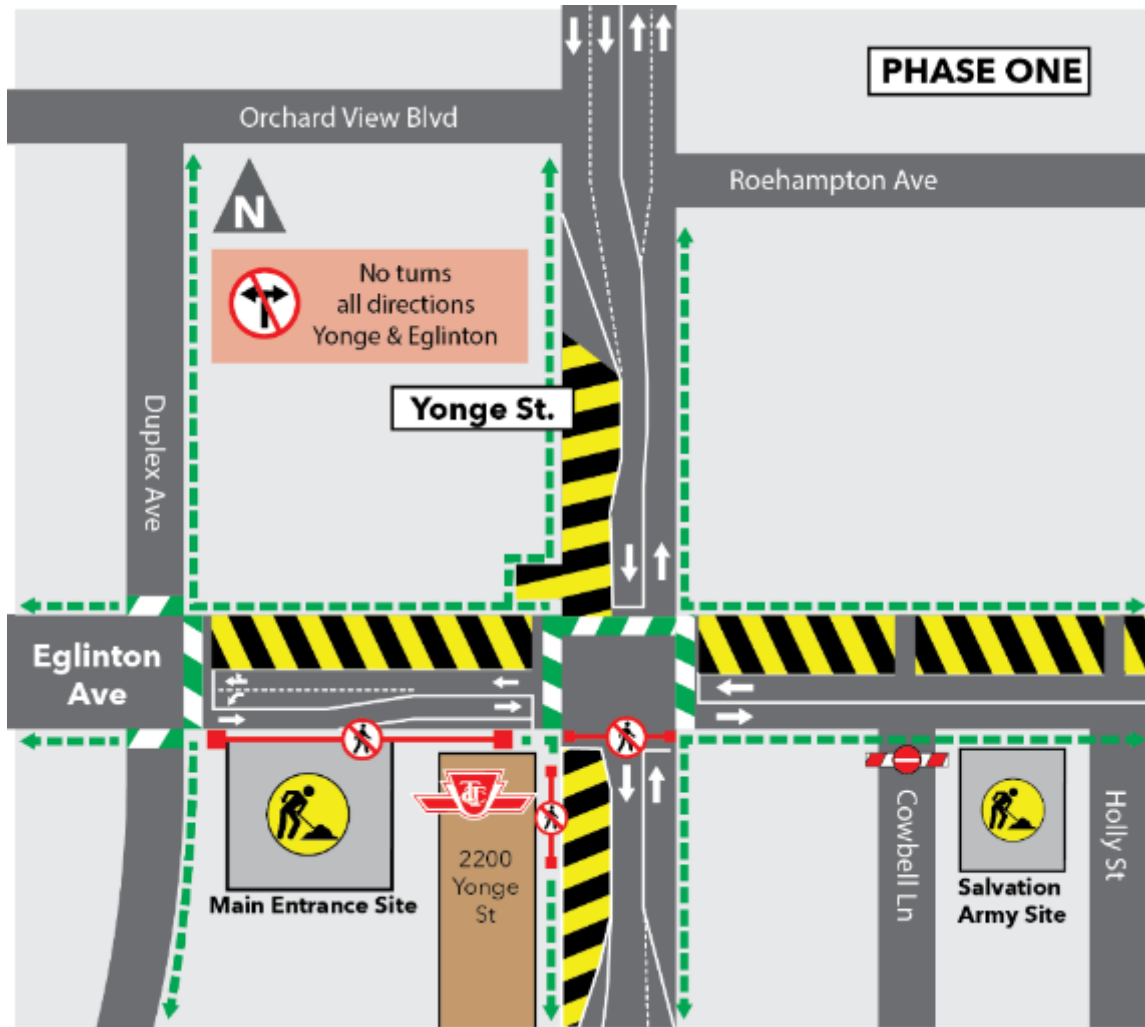 PHASE ONE
Orchard View Blvd
Roehampton Ave
N
No turns
all directions
Yonge & Eglinton
Yonge St.
Duplex Ave
Eglinton
Ave
TTC
2200
Yonge
St
Main Entrance Site
Cowbell Ln
Salvation
Army Site
Holly St